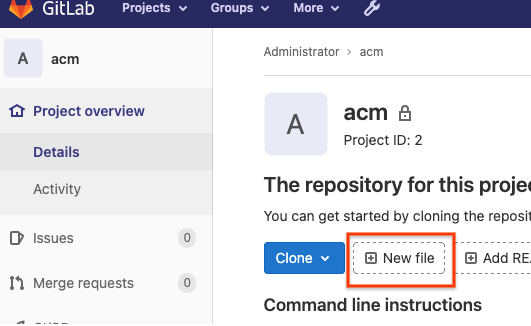 GitLab
Projects
Groups
More
A
acm
Project overview
Details
Activity
Issues
0
Merge requests
0
Administrator › acm
A
acm
Project ID: 2
The repository for this proje
You can get started by cloning the reposit
Clone
New file
Add RE
Command line instructions